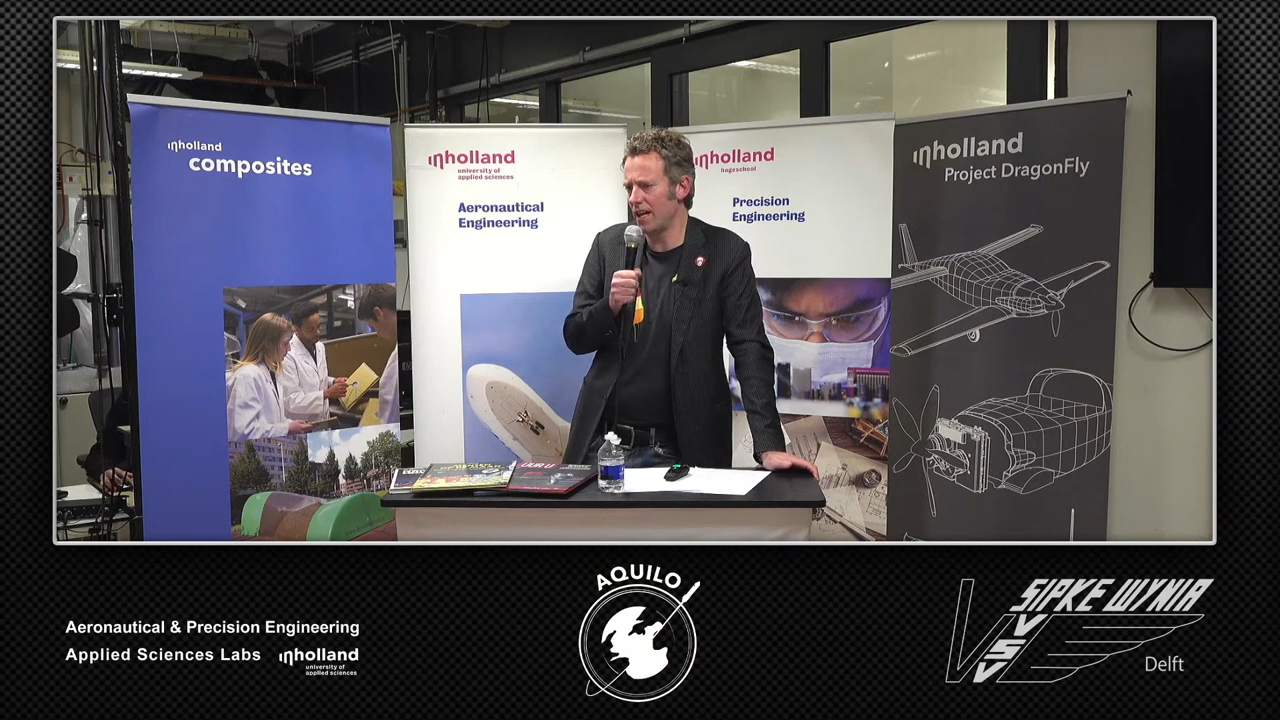 inholland
composites
inholland
university of
applied sciences
Aeronautical
Engineering
inholland
hogeschool
Precision
Engineering
inholland
Project DragonFly
Aeronautical & Precision Engineering
Applied Sciences Labs
inholland
university of
applied sciences
AQUILO
SIPKE WYNIA
VSV
Delft